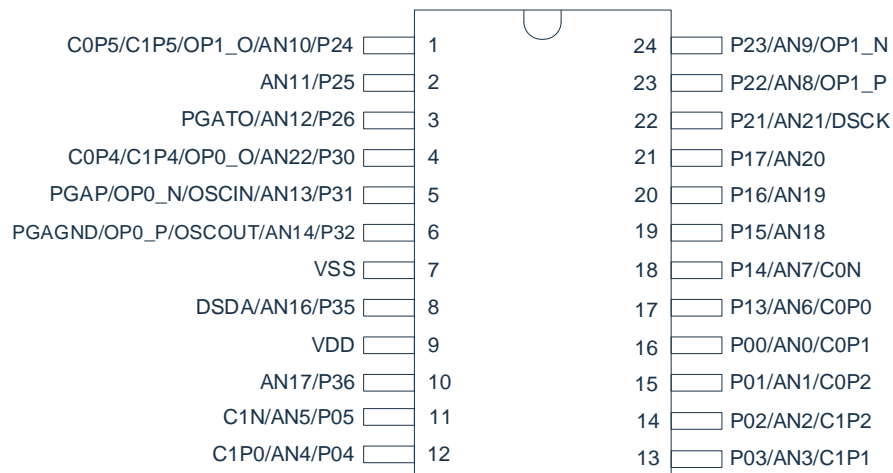 C0P5/C1P5/OP1_O/AN10/P24 1 24 P23/AN9/OP1_N
AN11/P25 2 23 P22/AN8/OP1_P
PGATO/AN12/P26 3 22 P21/AN21/DSCK
C0P4/C1P4/OP0_O/AN22/P30 4 21 P17/AN20
PGAP/OP0_N/OSCIN/AN13/P31 5 20 P16/AN19
PGAGND/OP0_P/OSCOUT/AN14/P32 6 19 P15/AN18
VSS 7 18 P14/AN7/C0N
DSDA/AN16/P35 8 17 P13/AN6/C0P0
VDD 9 16 P00/AN0/C0P1
AN17/P36 10 15 P01/AN1/C0P2
C1N/AN5/P05 11 14 P02/AN2/C1P2
C1P0/AN4/P04 12 13 P03/AN3/C1P1